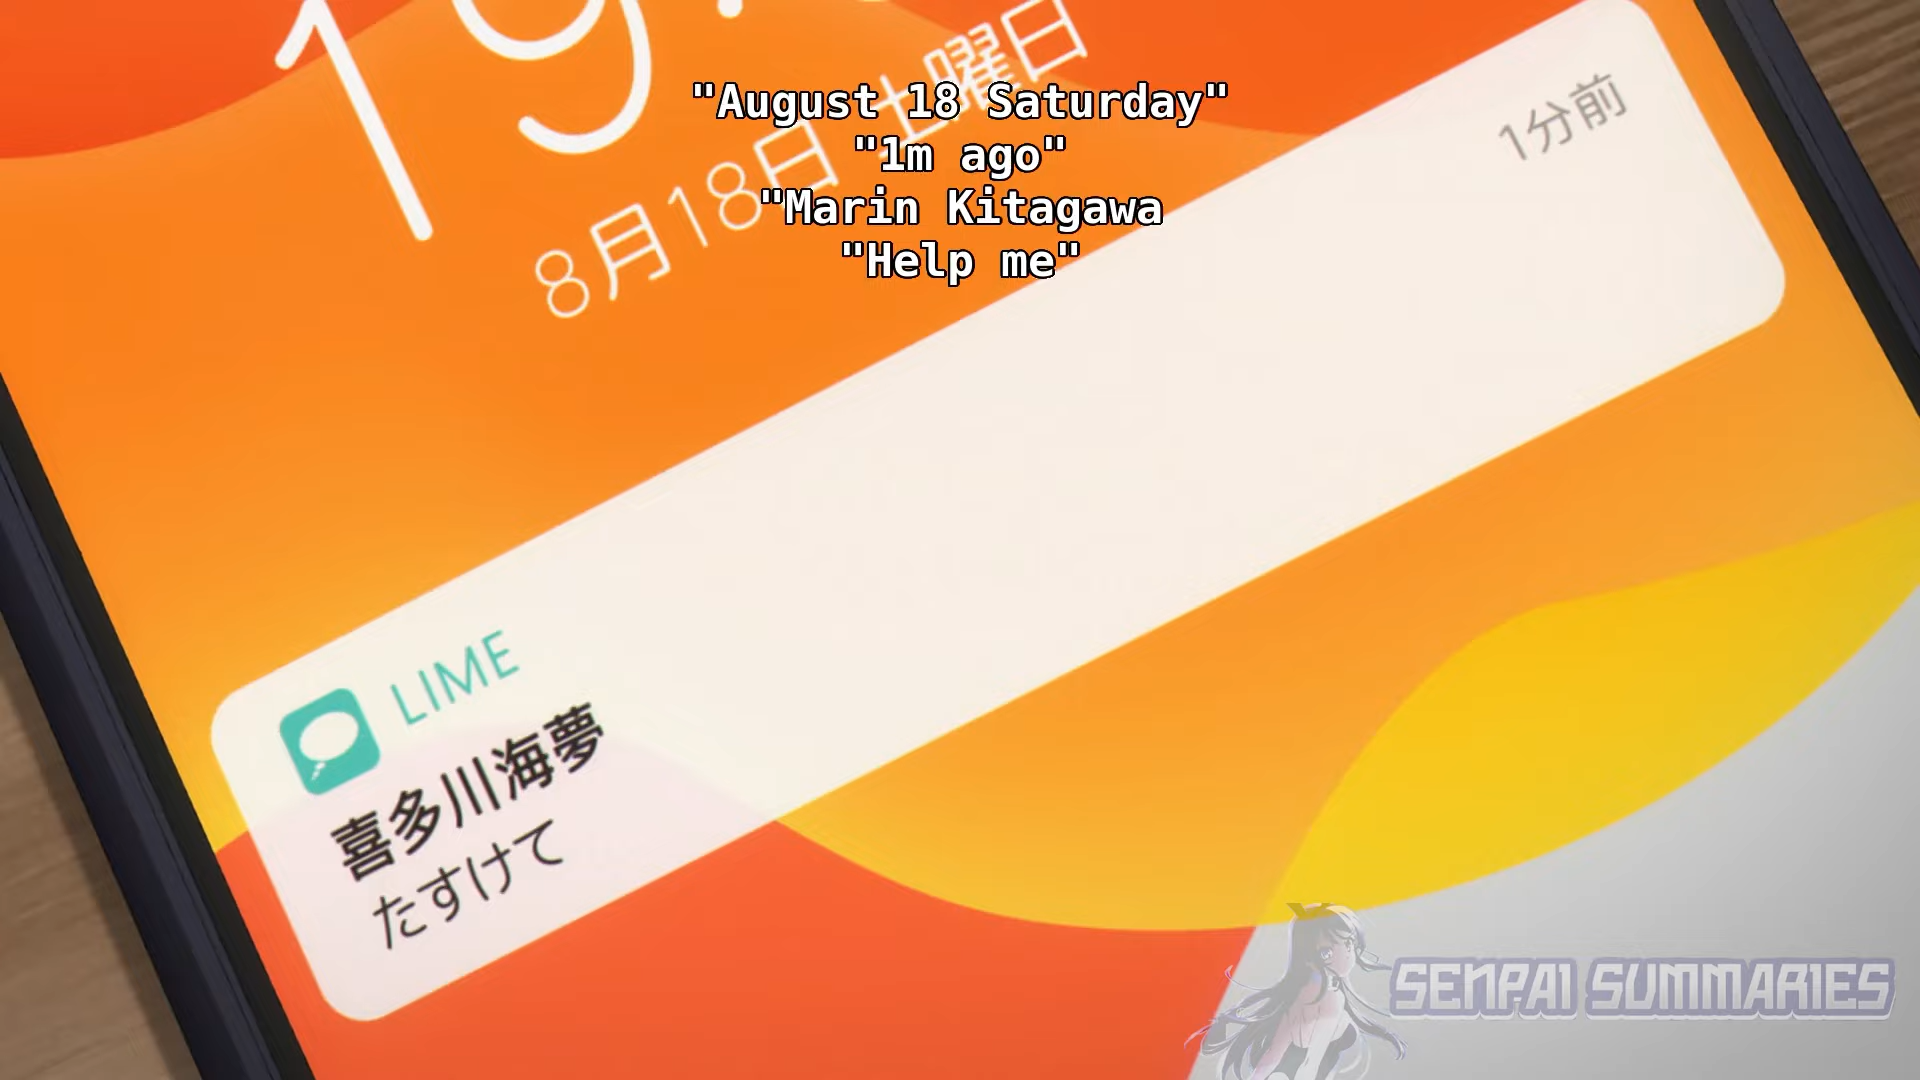 19:
8月18日 土曜日
"August 18 Saturday"
"1m ago"
"Marin Kitagawa
"Help me"
1分前
LIME
喜多川海夢
たすけて
SENPAI SUMMARIES